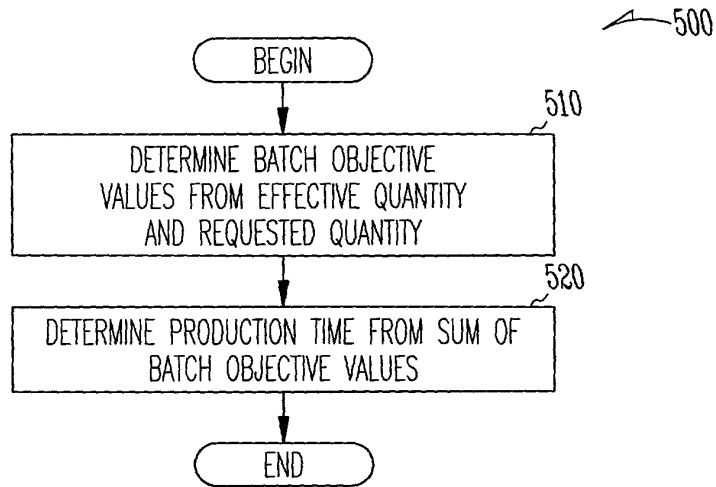 500
BEGIN
510
DETERMINE BATCH OBJECTIVE
VALUES FROM EFFECTIVE QUANTITY
AND REQUESTED QUANTITY
520
DETERMINE PRODUCTION TIME FROM SUM OF
BATCH OBJECTIVE VALUES
END